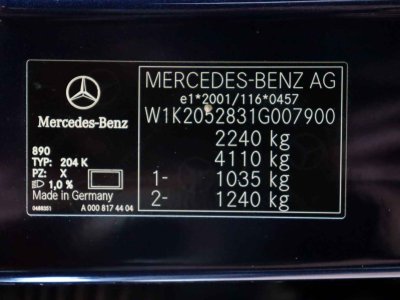 Mercedes-Benz
890
TYP: 204 K
PZ: X
1,0 %
Made in Germany
0488351 A 000 817 44 04
MERCEDES-BENZ AG
e1*2001/116*0457
W1K2052831G007900
2240 kg
4110 kg
1- 1035 kg
2- 1240 kg